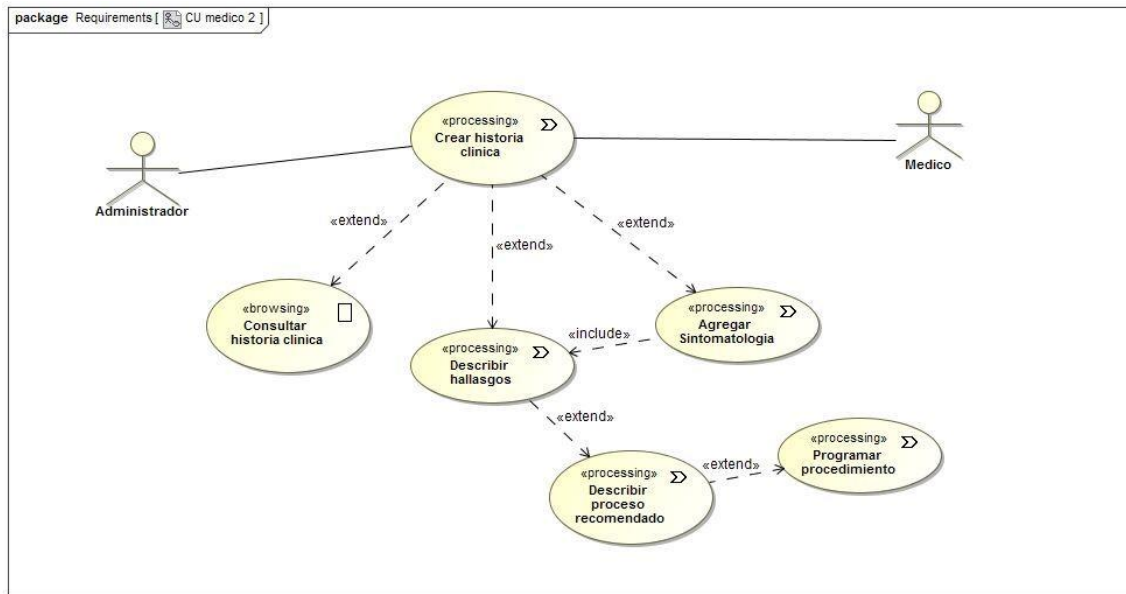 package Requirements [ CU medico 2 ]
«processing»
Crear historia
clinica
Administrador
Medico
«extend»
«extend»
«extend»
«browsing»
Consultar
historia clinica
«processing»
Agregar
Sintomatologia
«include»
«processing»
Describir
hallasgos
«extend»
«processing»
Programar
procedimiento
«extend»
«processing»
Describir
proceso
recomendado